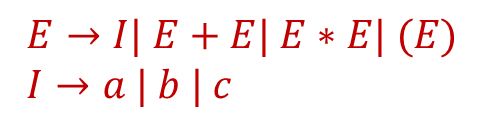 E → I| E + E| E ∗ E| (E)
I → a | b | c